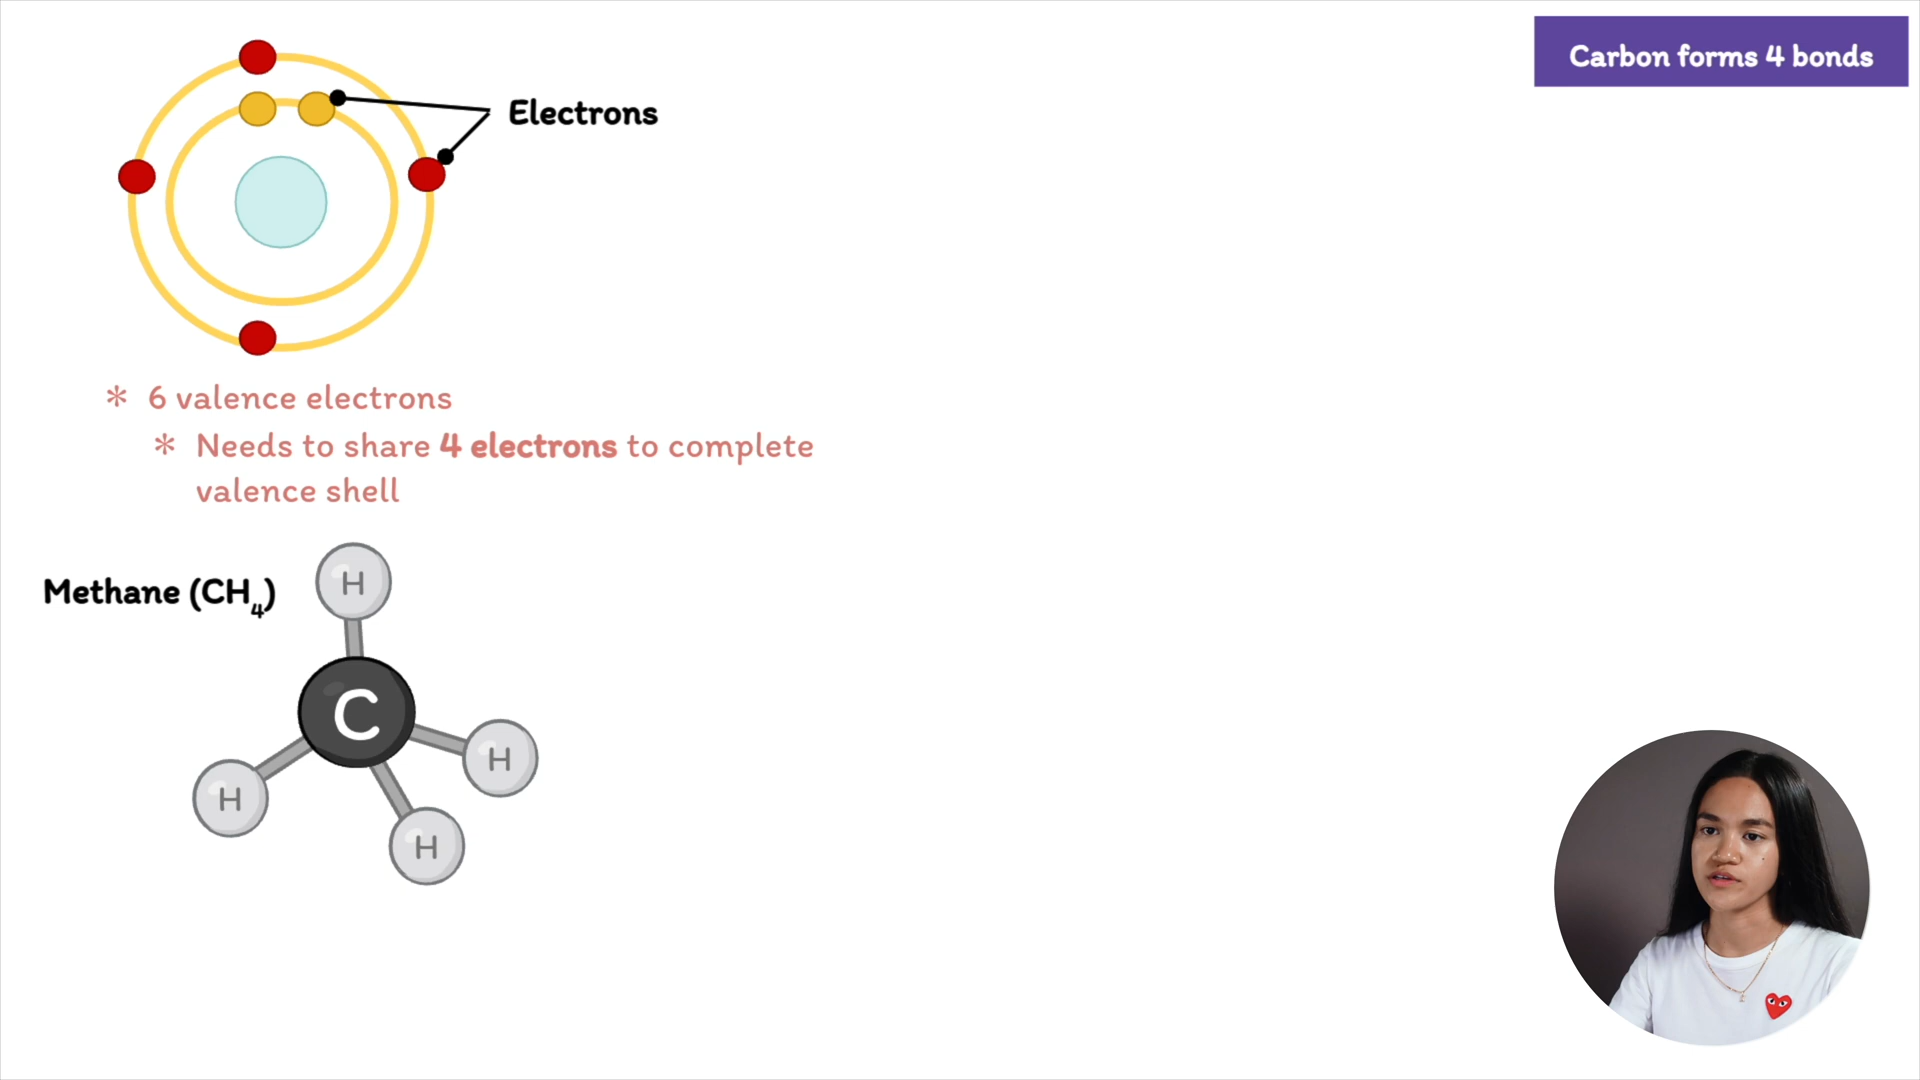 Carbon forms 4 bonds
Electrons
* 6 valence electrons
* Needs to share 4 electrons to complete
valence shell
Methane (CH₄)
H
C
H
H
H